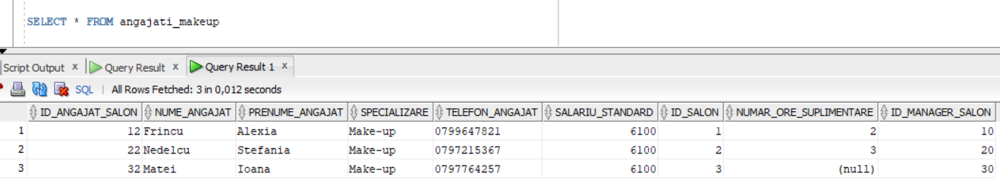 SELECT * FROM angajati_makeup
Script Output x Query Result x Query Result 1 x
SQL | All Rows Fetched: 3 in 0,012 seconds
ID_ANGAJAT_SALON NUME_ANGAJAT PRENUME_ANGAJAT SPECIALIZARE TELEFON_ANGAJAT SALARIU_STANDARD ID_SALON NUMAR_ORE_SUPLIMENTARE ID_MANAGER_SALON
1 12 Frincu Alexia Make-up 0799647821 6100 1 2 10
2 22 Nedelcu Stefania Make-up 0797215367 6100 2 3 20
3 32 Matei Ioana Make-up 0797764257 6100 3 (null) 30